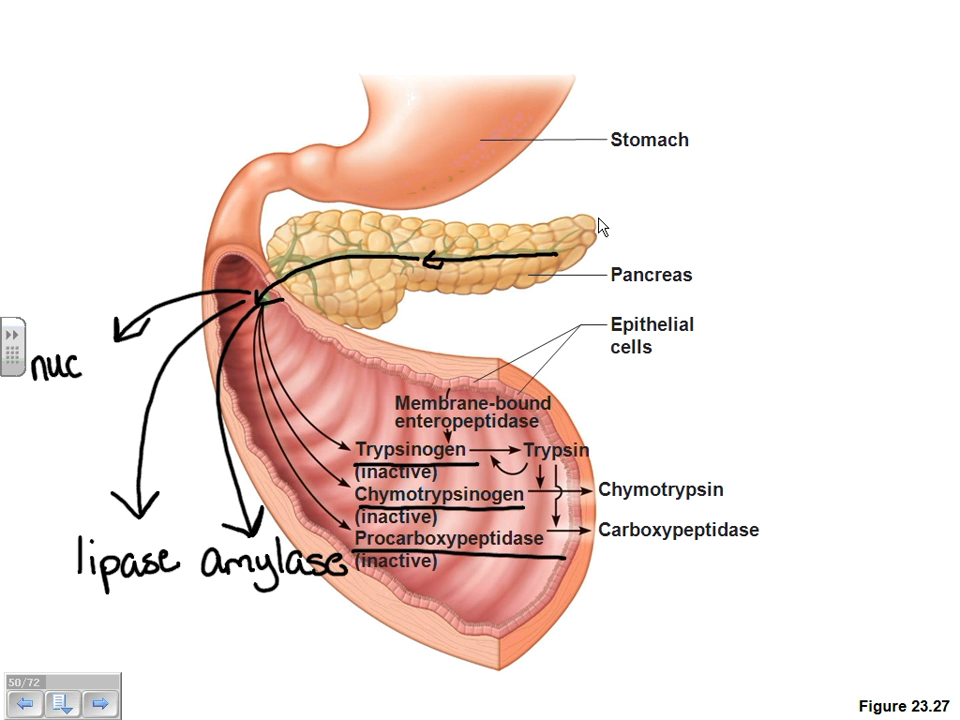 Stomach
Pancreas
Epithelial
cells
nuc
Membrane-bound
enteropeptidase
Trypsinogen
Trypsin
(inactive)
Chymotrypsinogen
Chymotrypsin
(inactive)
Procarboxypeptidase
Carboxypeptidase
(inactive)
lipase amylase
50/72
Figure 23.27